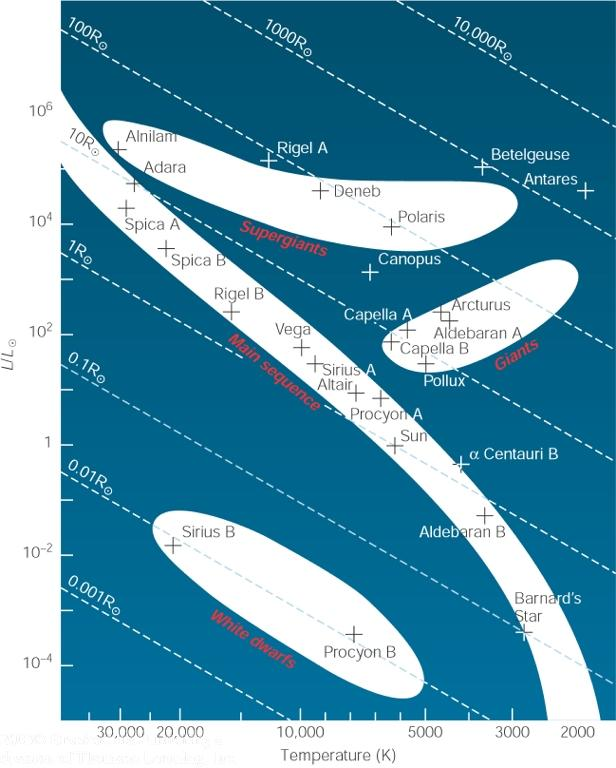 100R☉
1000R☉
10,000R☉
10⁶
10R☉
Alnilam
Rigel A
Betelgeuse
Adara
Antares
Deneb
10⁴
Spica A
Polaris
Supergiants
Spica B
Canopus
1R☉
Rigel B
Capella A
Arcturus
10²
Vega
Aldebaran A
Capella B
Giants
L/L☉
Main sequence
Sirius A
Altair
Pollux
0.1R☉
Procyon A
Sun
1
α Centauri B
0.01R☉
Sirius B
Aldebaran B
10⁻²
0.001R☉
Barnard's
Star
White dwarfs
Procyon B
10⁻⁴
30,000
20,000
10,000
5000
3000
2000
Temperature (K)